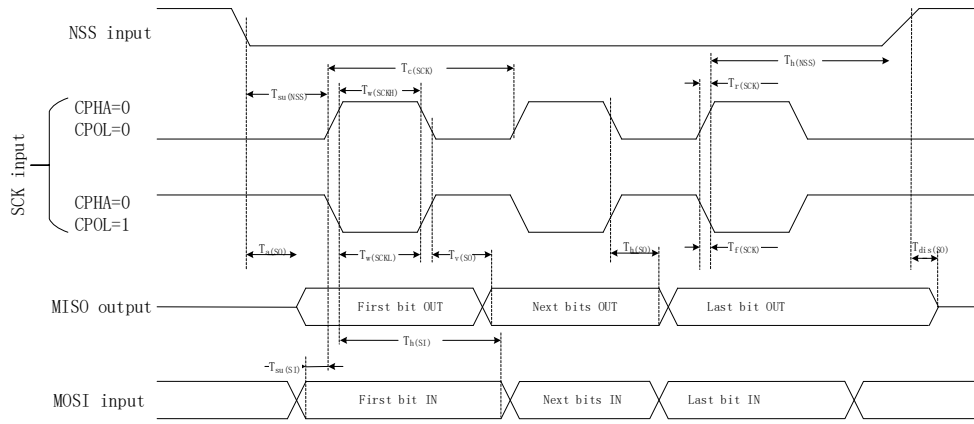 NSS input
Th(NSS)
Tc(SCK)
Tr(SCK)
Tsu(NSS)
Tw(SCKH)
CPHA=0
CPOL=0
SCK input
CPHA=0
CPOL=1
Ta(SO)
Tw(SCKL)
Tv(SO)
Th(SO)
Tf(SCK)
Tdis(SO)
MISO output
First bit OUT
Next bits OUT
Last bit OUT
Th(SI)
Tsu(SI)
MOSI input
First bit IN
Next bits IN
Last bit IN